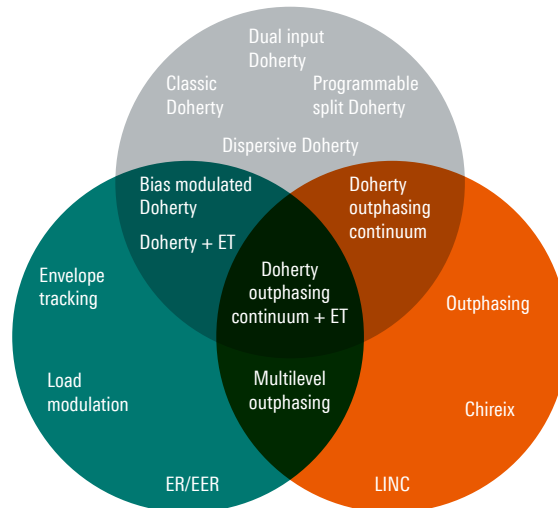 Dual input
Doherty
Classic
Doherty
Programmable
split Doherty
Dispersive Doherty
Bias modulated
Doherty
Doherty + ET
Doherty
outphasing
continuum
Envelope
tracking
Doherty
outphasing
continuum + ET
Outphasing
Load
modulation
Multilevel
outphasing
Chireix
ER/EER
LINC